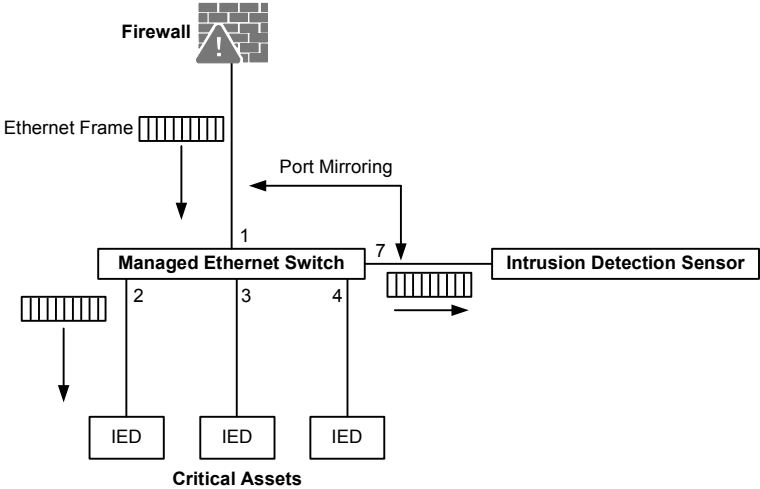 Firewall
!
Ethernet Frame
Port Mirroring
1
7
Managed Ethernet Switch
Intrusion Detection Sensor
2
3
4
IED
IED
IED
Critical Assets